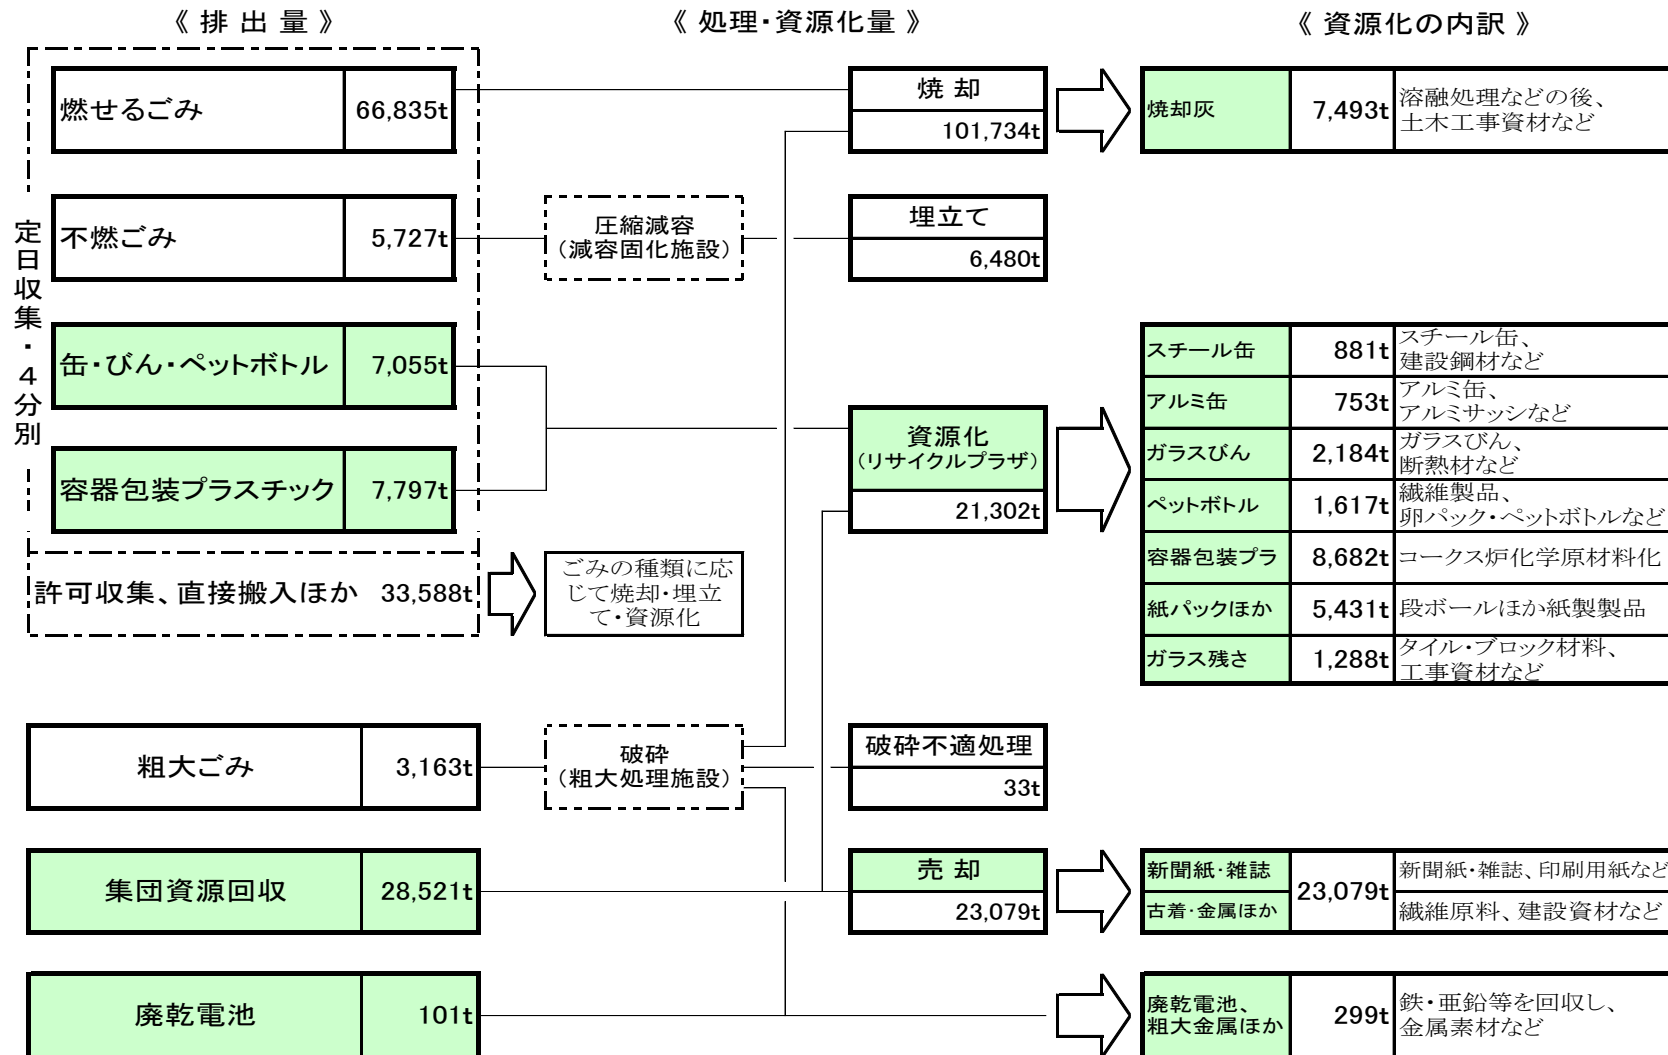 《 排 出 量 》
《 処理・資源化量 》
《 資源化の内訳 》
定日収集・4分別
燃せるごみ 66,835t
不燃ごみ 5,727t
缶・びん・ペットボトル 7,055t
容器包装プラスチック 7,797t
許可収集、直接搬入ほか 33,588t
ごみの種類に応
じて焼却・埋立
て・資源化
粗大ごみ 3,163t
集団資源回収 28,521t
廃乾電池 101t
圧縮減容
（減容固化施設）
破砕
（粗大処理施設）
焼 却
101,734t
埋立て
6,480t
資源化
（リサイクルプラザ）
21,302t
破砕不適処理
33t
売 却
23,079t
焼却灰 7,493t 溶融処理などの後、
土木工事資材など
スチール缶 881t スチール缶、
建設鋼材など
アルミ缶 753t アルミ缶、
アルミサッシなど
ガラスびん 2,184t ガラスびん、
断熱材など
ペットボトル 1,617t 繊維製品、
卵パック・ペットボトルなど
容器包装プラ 8,682t コークス炉化学原材料化
紙パックほか 5,431t 段ボールほか紙製製品
ガラス残さ 1,288t タイル・ブロック材料、
工事資材など
新聞紙・雑誌 23,079t 新聞紙・雑誌、印刷用紙など
古着・金属ほか 繊維原料、建設資材など
廃乾電池、
粗大金属ほか 299t 鉄・亜鉛等を回収し、
金属素材など